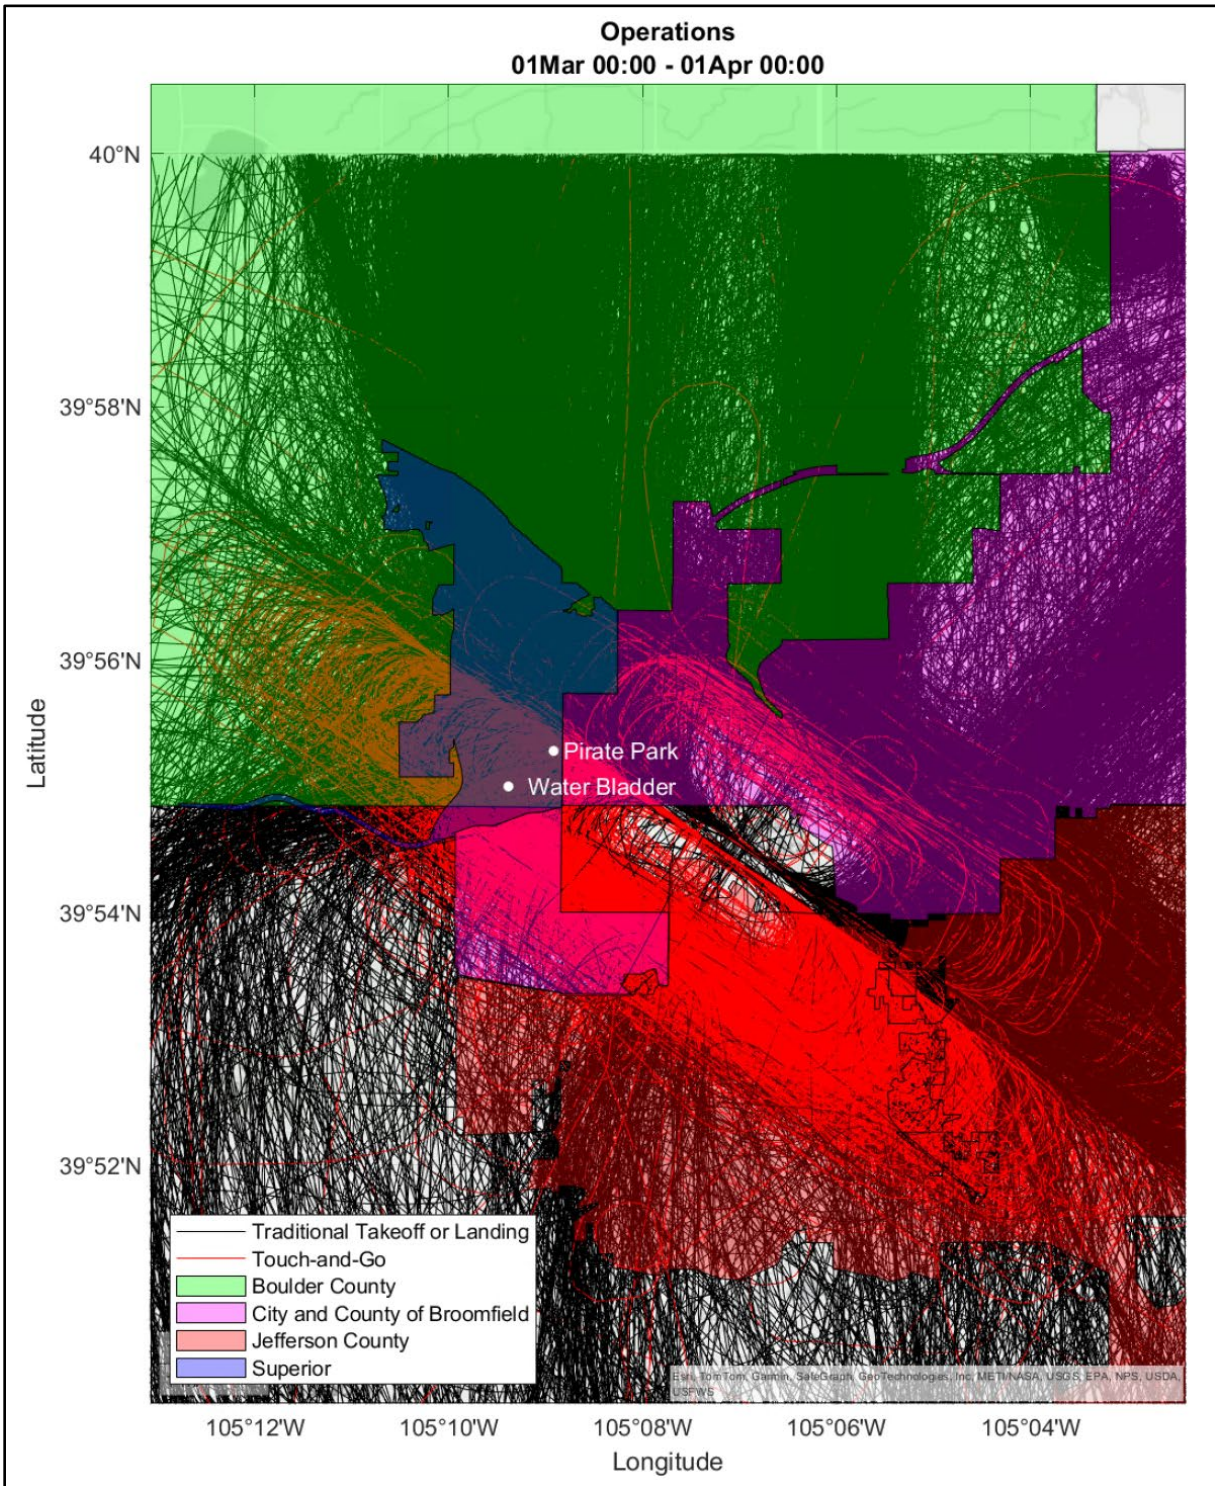 Operations
01Mar 00:00 - 01Apr 00:00
40°N
39°58'N
39°56'N
39°54'N
39°52'N
Latitude
Pirate Park
Water Bladder
Traditional Takeoff or Landing
Touch-and-Go
Boulder County
City and County of Broomfield
Jefferson County
Superior
Esri, TomTom, Garmin, SafeGraph, GeoTechnologies, Inc, METI/NASA, USGS, EPA, NPS, USDA,
USFWS
105°12'W
105°10'W
105°08'W
105°06'W
105°04'W
Longitude